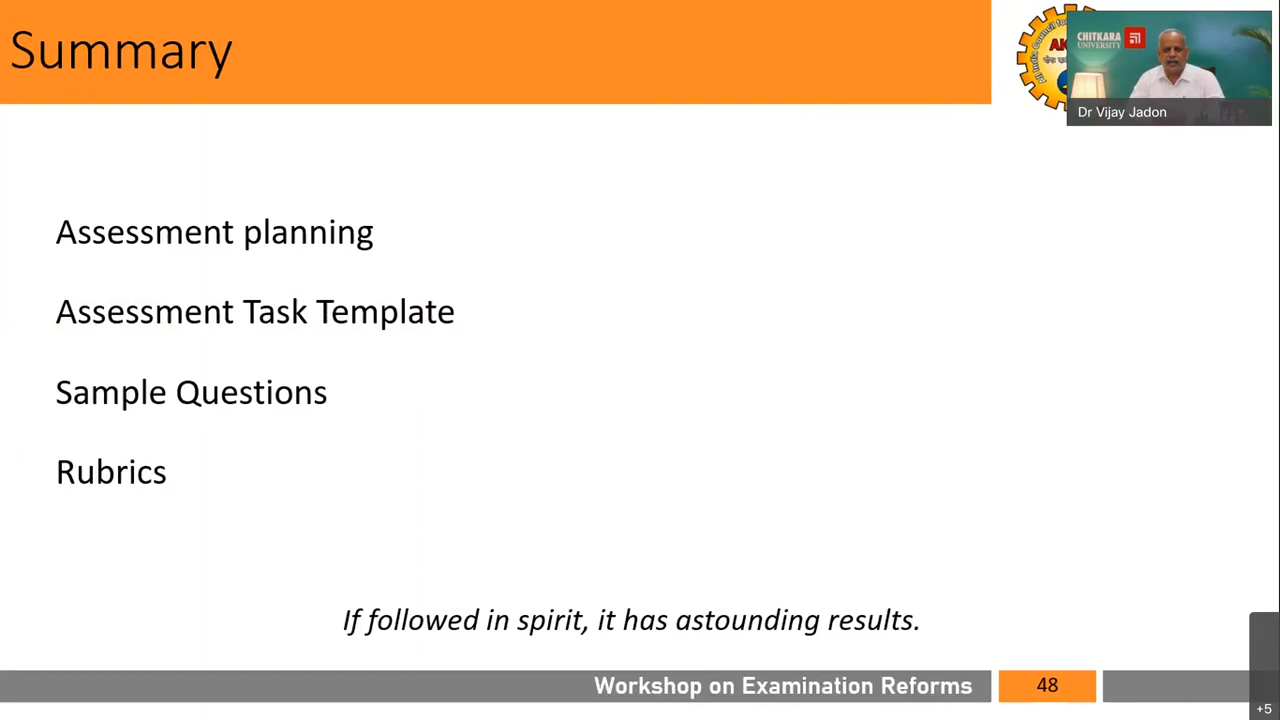 Summary
CHITKARA
UNIVERSITY
Dr Vijay Jadon
Assessment planning
Assessment Task Template
Sample Questions
Rubrics
If followed in spirit, it has astounding results.
Workshop on Examination Reforms
48
+5